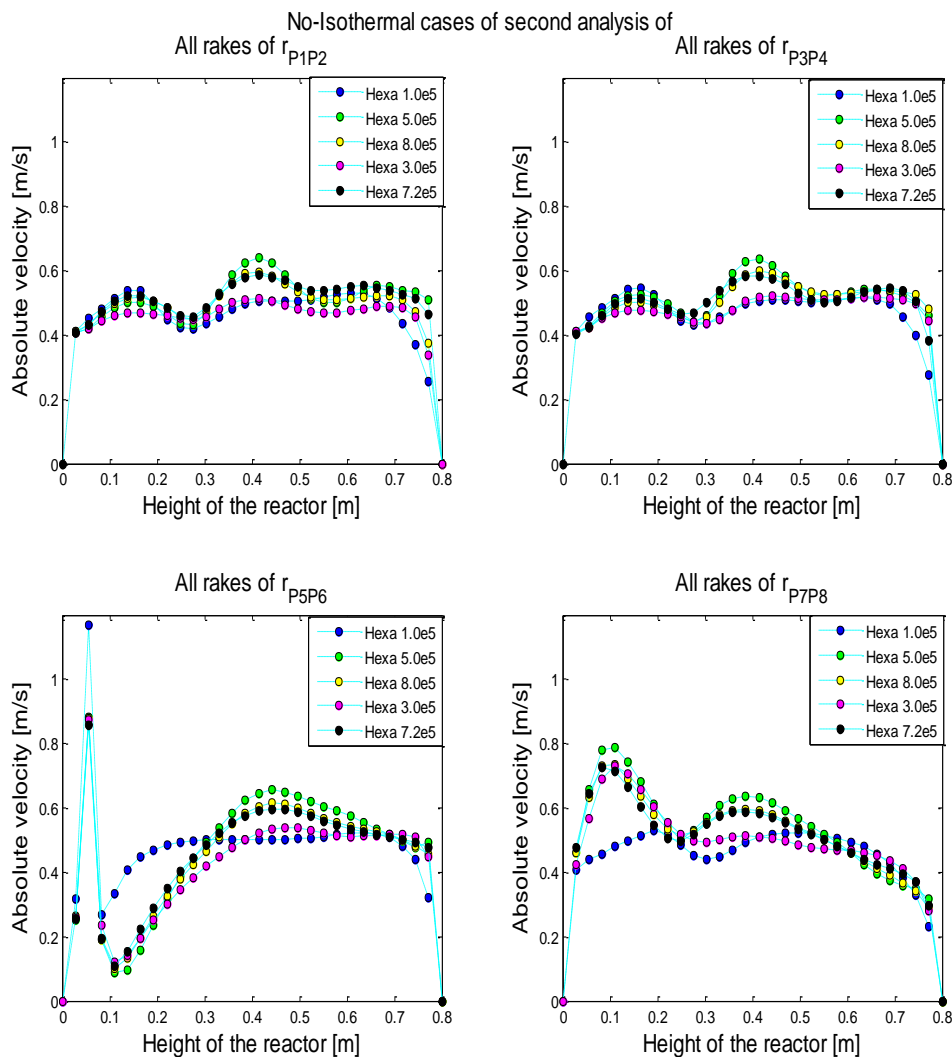 No-Isothermal cases of second analysis of
All rakes of r_P1P2
All rakes of r_P3P4
Hexa 1.0e5
Hexa 5.0e5
Hexa 8.0e5
Hexa 3.0e5
Hexa 7.2e5
Hexa 1.0e5
Hexa 5.0e5
Hexa 8.0e5
Hexa 3.0e5
Hexa 7.2e5
1
0.8
0.6
0.4
0.2
0
Absolute velocity [m/s]
0 0.1 0.2 0.3 0.4 0.5 0.6 0.7 0.8
Height of the reactor [m]
1
0.8
0.6
0.4
0.2
0
Absolute velocity [m/s]
0 0.1 0.2 0.3 0.4 0.5 0.6 0.7 0.8
Height of the reactor [m]
All rakes of r_P5P6
All rakes of r_P7P8
Hexa 1.0e5
Hexa 5.0e5
Hexa 8.0e5
Hexa 3.0e5
Hexa 7.2e5
Hexa 1.0e5
Hexa 5.0e5
Hexa 8.0e5
Hexa 3.0e5
Hexa 7.2e5
1
0.8
0.6
0.4
0.2
0
Absolute velocity [m/s]
0 0.1 0.2 0.3 0.4 0.5 0.6 0.7 0.8
Height of the reactor [m]
1
0.8
0.6
0.4
0.2
0
Absolute velocity [m/s]
0 0.1 0.2 0.3 0.4 0.5 0.6 0.7 0.8
Height of the reactor [m]